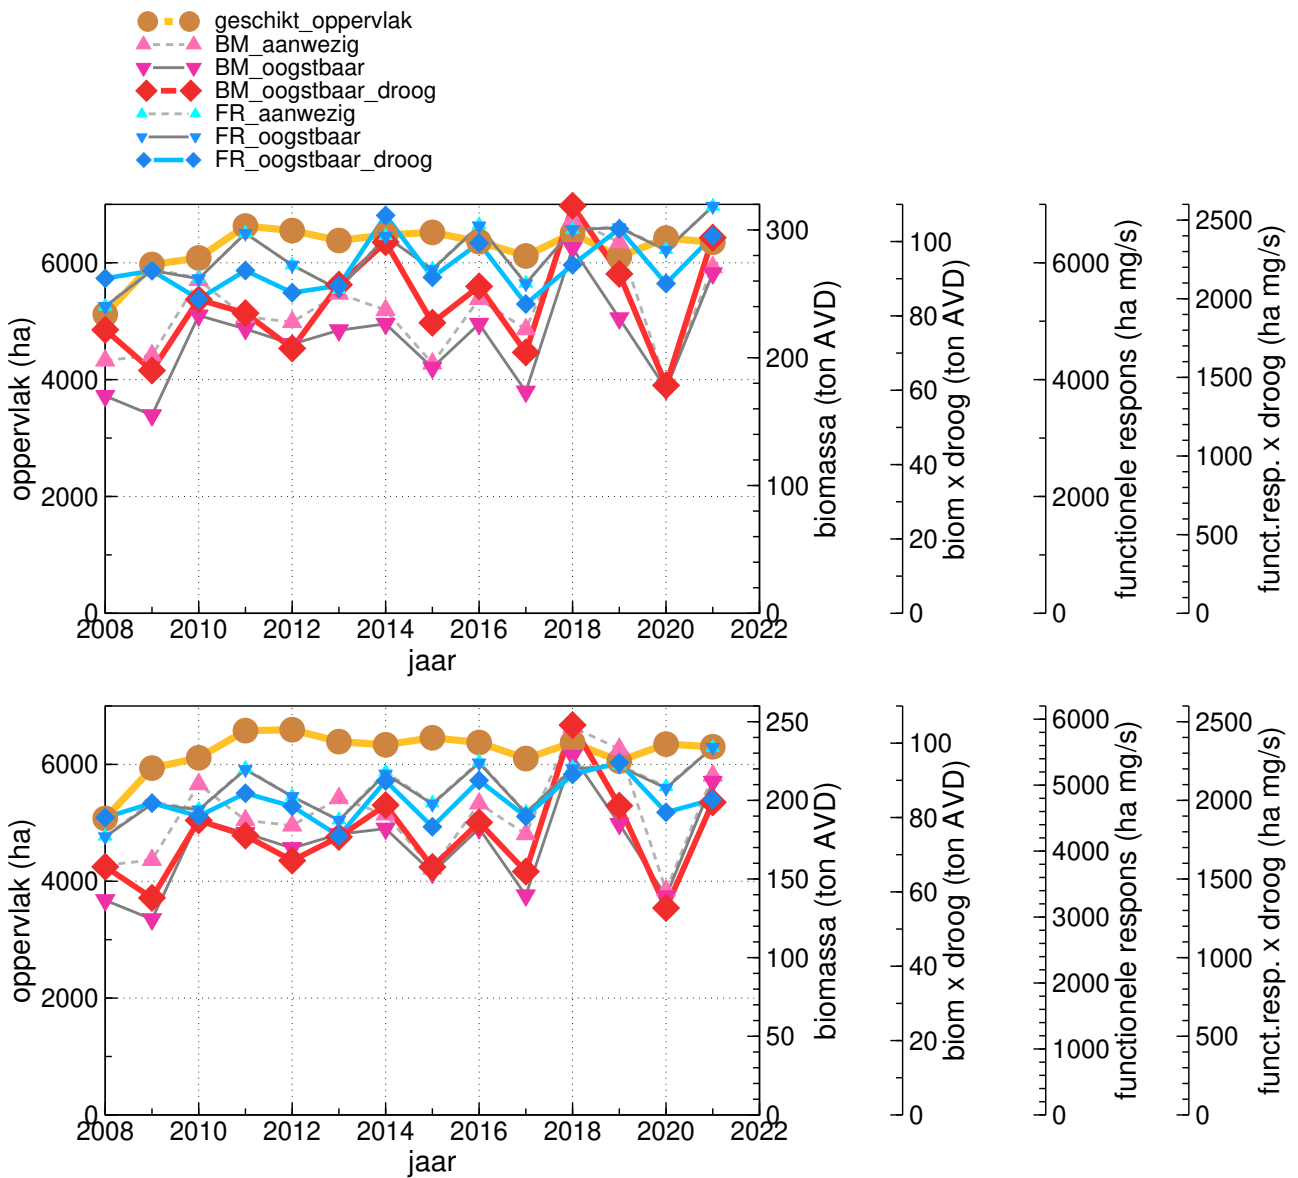 geschikt_oppervlak
BM_aanwezig
BM_oogstbaar
BM_oogstbaar_droog
FR_aanwezig
FR_oogstbaar
FR_oogstbaar_droog
oppervlak (ha)
0 2000 4000 6000
2008 2010 2012 2014 2016 2018 2020 2022
jaar
0 100 200 300
biomassa (ton AVD)
0 20 40 60 80 100
biom x droog (ton AVD)
0 2000 4000 6000
functionele respons (ha mg/s)
0 500 1000 1500 2000 2500
funct.resp. x droog (ha mg/s)
oppervlak (ha)
0 2000 4000 6000
2008 2010 2012 2014 2016 2018 2020 2022
jaar
0 50 100 150 200 250
biomassa (ton AVD)
0 20 40 60 80 100
biom x droog (ton AVD)
0 1000 2000 3000 4000 5000 6000
functionele respons (ha mg/s)
0 500 1000 1500 2000 2500
funct.resp. x droog (ha mg/s)